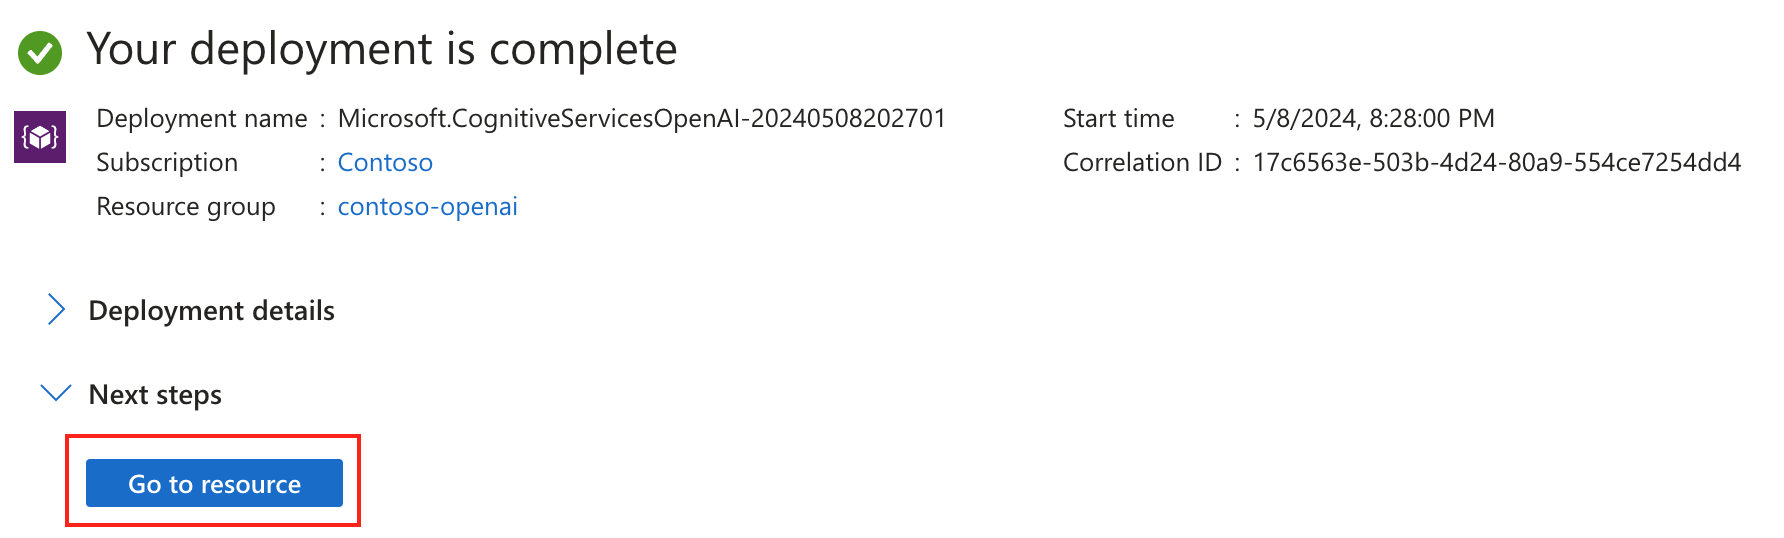 Your deployment is complete
Deployment name : Microsoft.CognitiveServicesOpenAI-20240508202701
Subscription : Contoso
Resource group : contoso-openai
Start time : 5/8/2024, 8:28:00 PM
Correlation ID : 17c6563e-503b-4d24-80a9-554ce7254dd4
Deployment details
Next steps
Go to resource